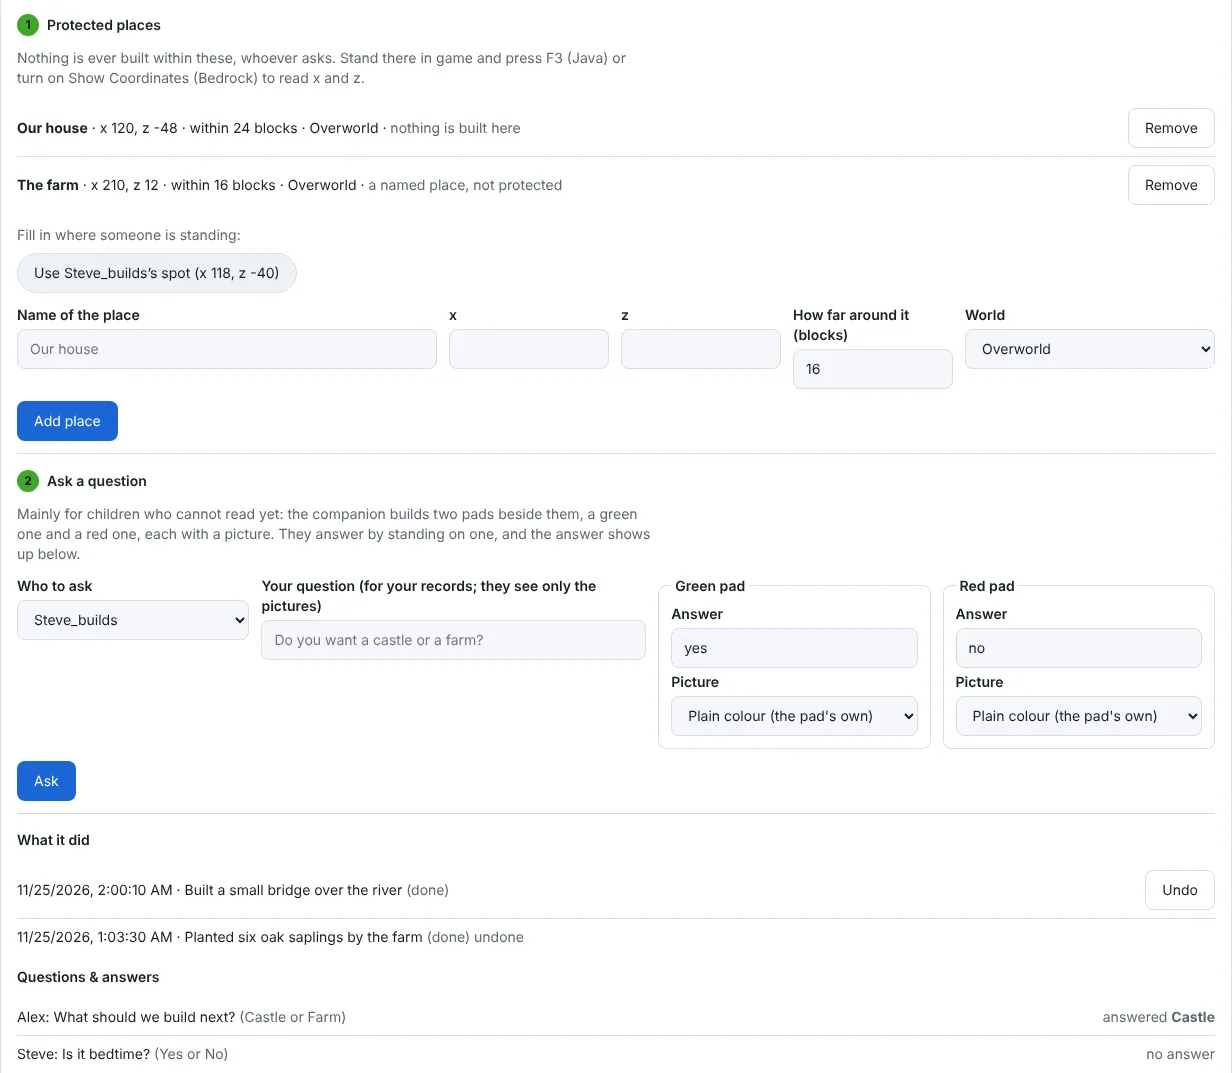 1 Protected places
Nothing is ever built within these, whoever asks. Stand there in game and press F3 (Java) or
turn on Show Coordinates (Bedrock) to read x and z.
Our house · x 120, z -48 · within 24 blocks · Overworld · nothing is built here
Remove
The farm · x 210, z 12 · within 16 blocks · Overworld · a named place, not protected
Remove
Fill in where someone is standing:
Use Steve_builds’s spot (x 118, z -40)
Name of the place
Our house
x
z
How far around it
(blocks)
16
World
Overworld
Add place
2 Ask a question
Mainly for children who cannot read yet: the companion builds two pads beside them, a green
one and a red one, each with a picture. They answer by standing on one, and the answer shows
up below.
Who to ask
Steve_builds
Your question (for your records; they see only the
pictures)
Do you want a castle or a farm?
Green pad
Answer
yes
Picture
Plain colour (the pad's own)
Red pad
Answer
no
Picture
Plain colour (the pad's own)
Ask
What it did
11/25/2026, 2:00:10 AM · Built a small bridge over the river (done)
Undo
11/25/2026, 1:03:30 AM · Planted six oak saplings by the farm (done) undone
Questions & answers
Alex: What should we build next? (Castle or Farm)
answered Castle
Steve: Is it bedtime? (Yes or No)
no answer